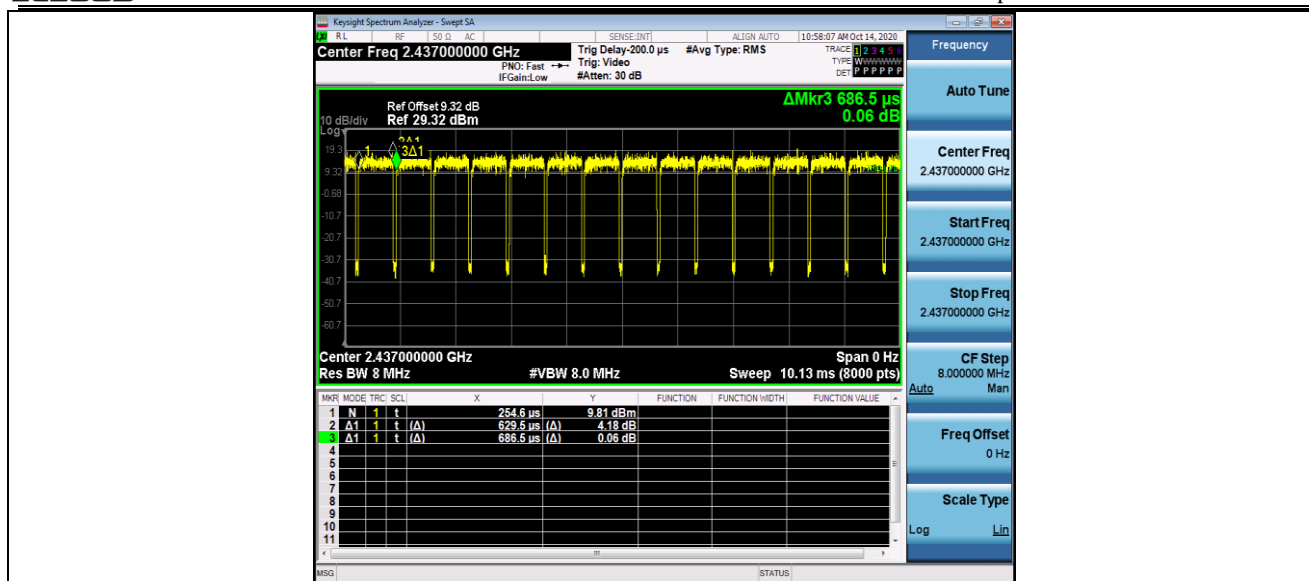 Keysight Spectrum Analyzer - Swept SA
RL RF 50 Ω AC SENSE:INT ALIGN AUTO 10:58:07 AM Oct 14, 2020
Center Freq 2.437000000 GHz Trig Delay-200.0 µs #Avg Type: RMS TRACE 1 2 3 4 5 6
PNO: Fast Trig: Video TYPE WWWWWW
IFGain:Low #Atten: 30 dB DET P P P P P P
ΔMkr3 686.5 µs
Ref Offset 9.32 dB
10 dB/div Ref 29.32 dBm 0.06 dB
Log
19.3
9.32
-0.68
-10.7
-20.7
-30.7
-40.7
-50.7
-60.7
1
3Δ1
Center 2.437000000 GHz Span 0 Hz
Res BW 8 MHz #VBW 8.0 MHz Sweep 10.13 ms (8000 pts)
MKR MODE TRC SCL X Y FUNCTION FUNCTION WIDTH FUNCTION VALUE
1 N 1 t 254.6 µs 9.81 dBm
2 Δ1 1 t (Δ) 629.5 µs (Δ) 4.18 dB
3 Δ1 1 t (Δ) 686.5 µs (Δ) 0.06 dB
4
5
6
7
8
9
10
11
MSG STATUS
Frequency
Auto Tune
Center Freq
2.437000000 GHz
Start Freq
2.437000000 GHz
Stop Freq
2.437000000 GHz
CF Step
8.000000 MHz
Auto Man
Freq Offset
0 Hz
Scale Type
Log Lin